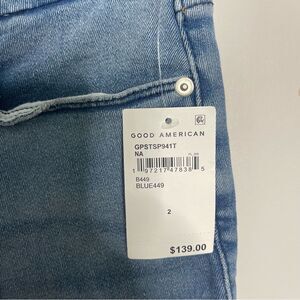 GOOD AMERICAN
GPSTSP941T
NA
1 97217 47838 5
B449
BLUE449
2
$139.00